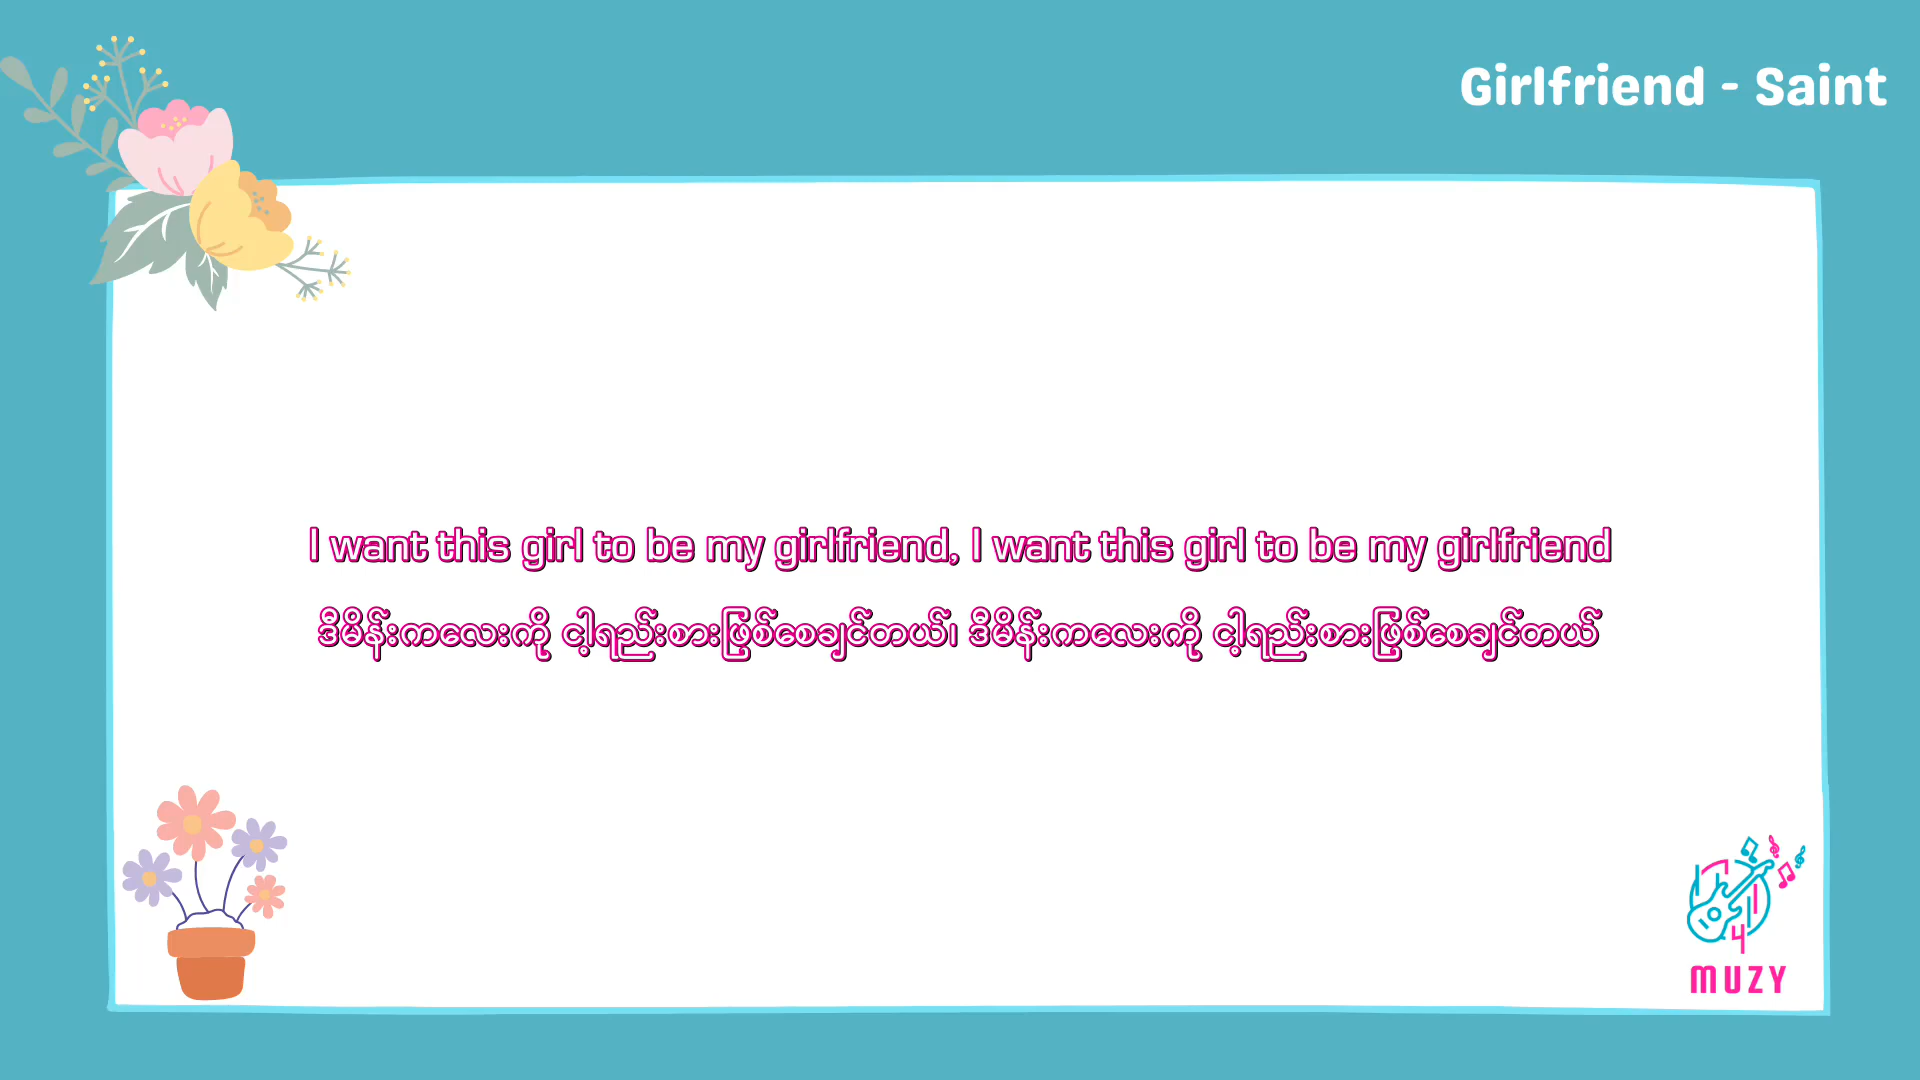 Girlfriend - Saint
I want this girl to be my girlfriend, I want this girl to be my girlfriend
ဒီမိန်းကလေးကို ငါ့ရည်းစားဖြစ်စေချင်တယ်၊ ဒီမိန်းကလေးကို ငါ့ရည်းစားဖြစ်စေချင်တယ်
4
MUZY